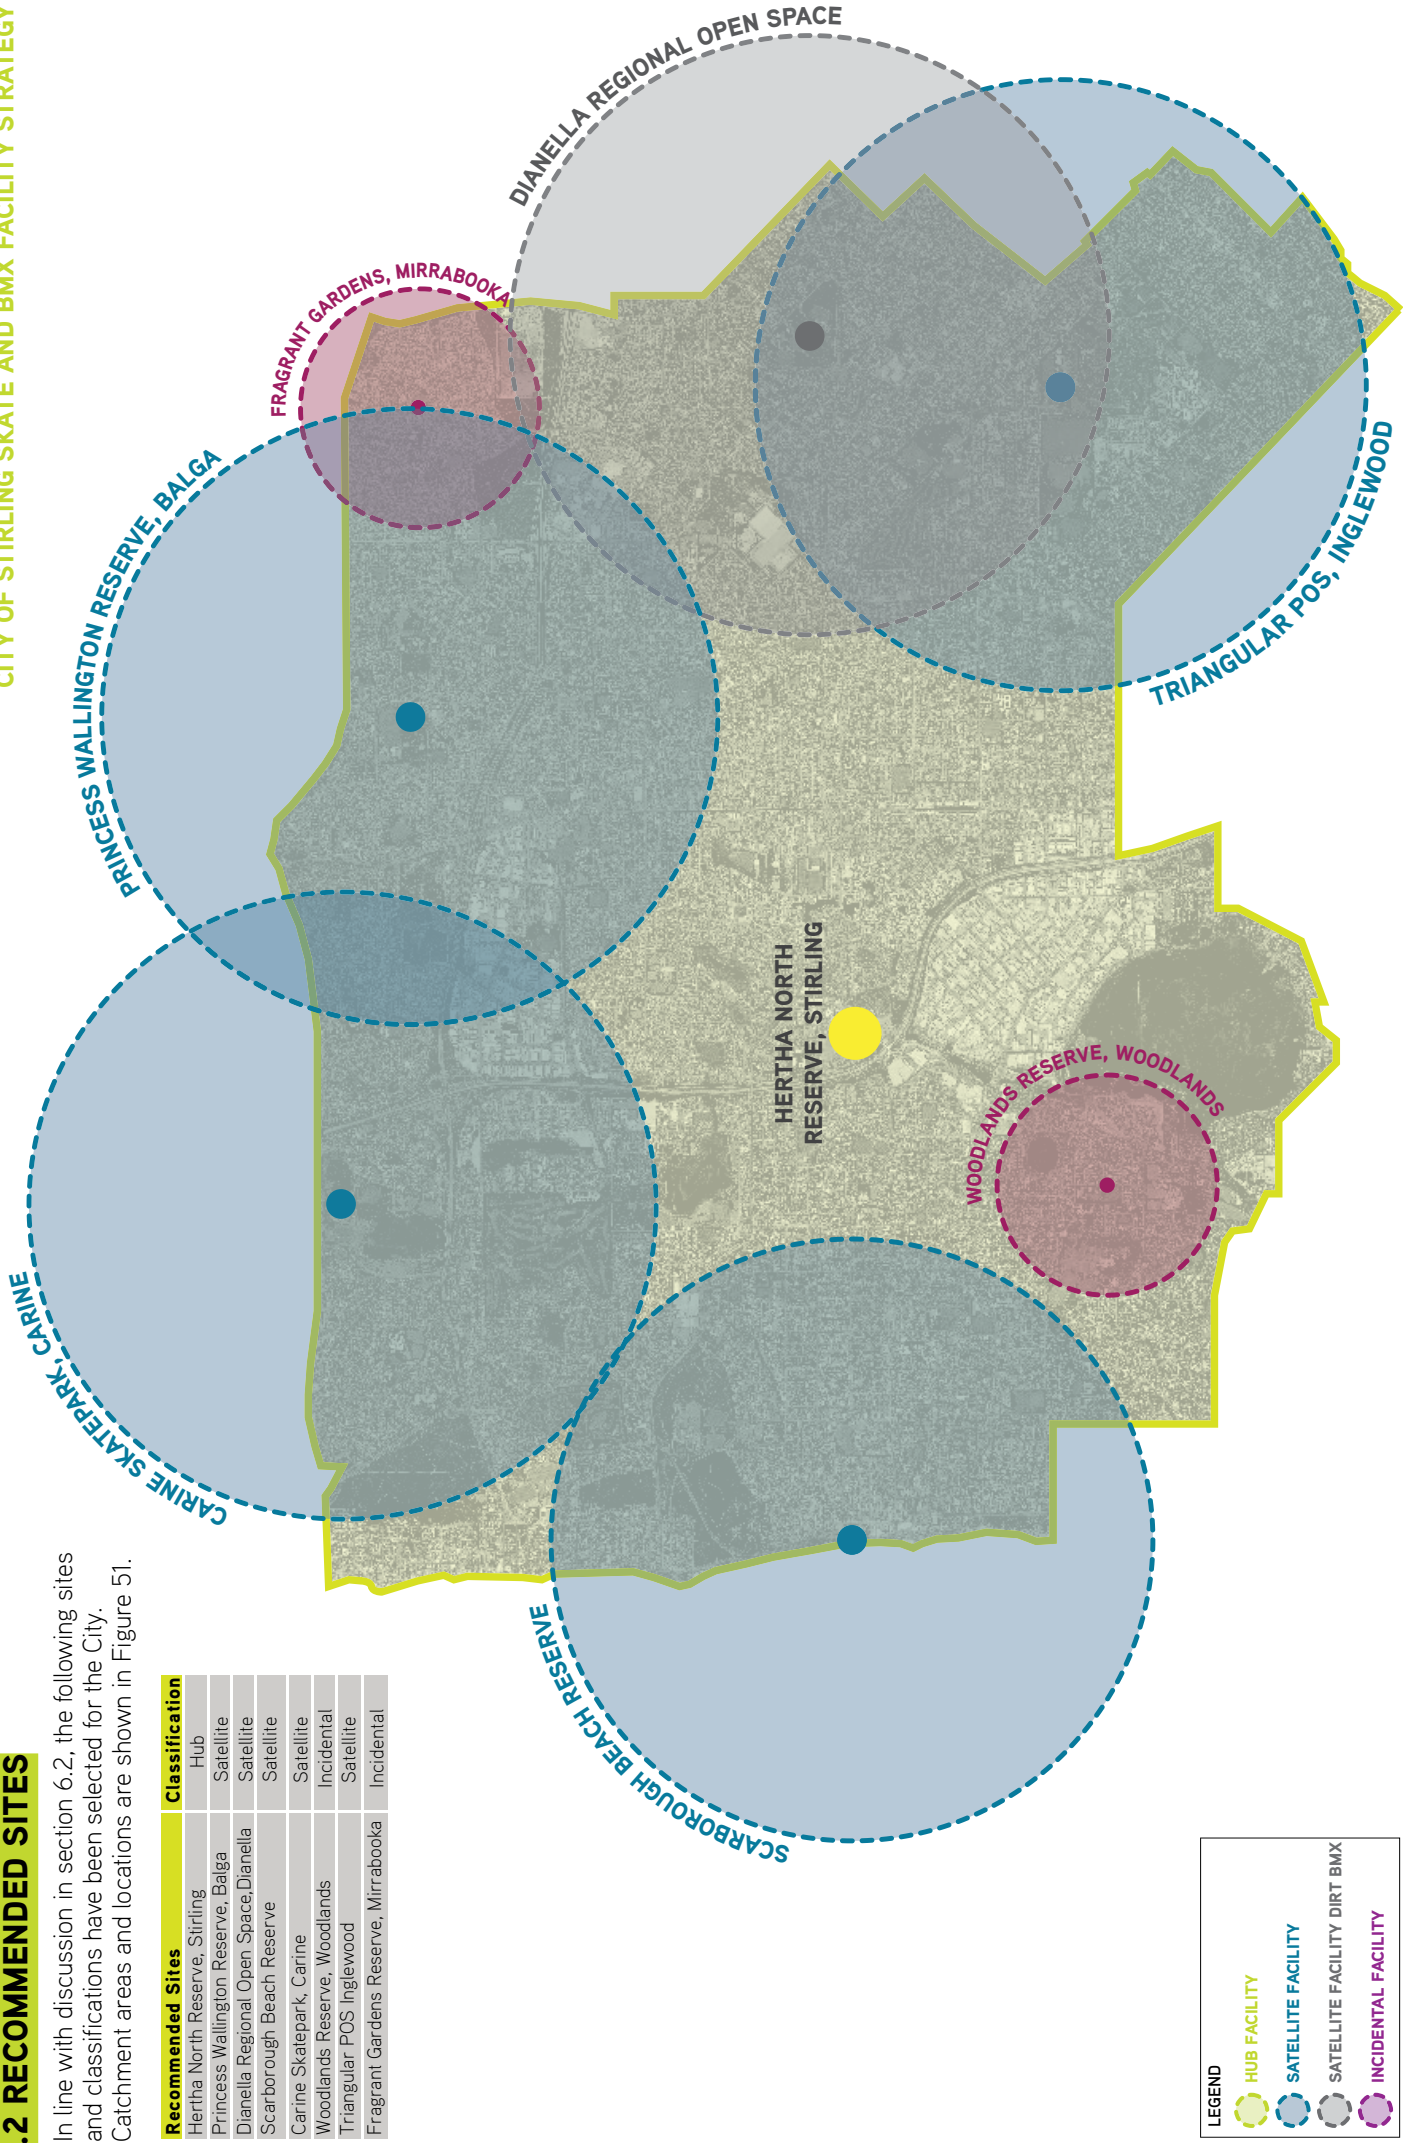 CITY OF STIRLING SKATE AND BMX FACILITY STRATEGY
.2 RECOMMENDED SITES
In line with discussion in section 6.2, the following sites
and classifications have been selected for the City.
Catchment areas and locations are shown in Figure 51.
Recommended Sites Classification
Hertha North Reserve, Stirling Hub
Princess Wallington Reserve, Balga Satellite
Dianella Regional Open Space,Dianella Satellite
Scarborough Beach Reserve Satellite
Carine Skatepark, Carine Satellite
Woodlands Reserve, Woodlands Incidental
Triangular POS Inglewood Satellite
Fragrant Gardens Reserve, Mirrabooka Incidental
CARINE SKATEPARK, CARINE
PRINCESS WALLINGTON RESERVE, BALGA
FRAGRANT GARDENS, MIRRABOOKA
DIANELLA REGIONAL OPEN SPACE
SCARBOROUGH BEACH RESERVE
HERTHA NORTH
RESERVE, STIRLING
WOODLANDS RESERVE, WOODLANDS
TRIANGULAR POS, INGLEWOOD
LEGEND
HUB FACILITY
SATELLITE FACILITY
SATELLITE FACILITY DIRT BMX
INCIDENTAL FACILITY